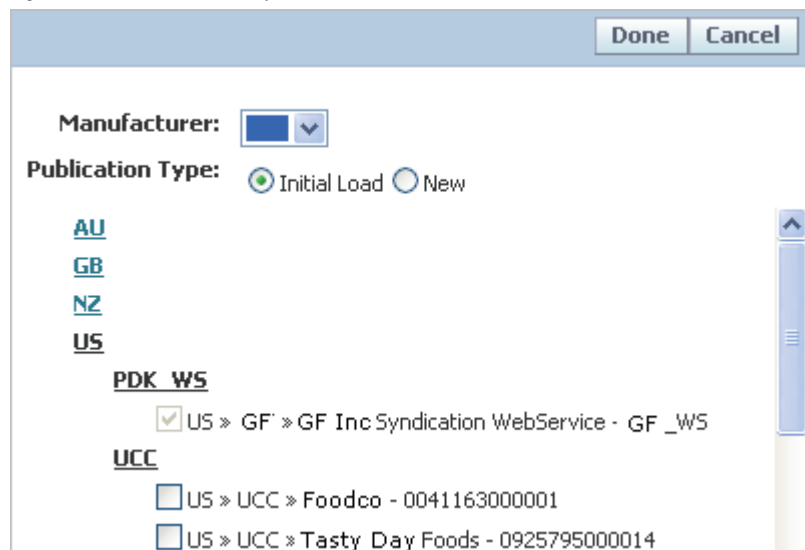 Done Cancel
Manufacturer:
Publication Type: Initial Load New
AU
GB
NZ
US
PDK_WS
US » GF » GF Inc Syndication WebService - GF _WS
UCC
US » UCC » Foodco - 0041163000001
US » UCC » Tasty Day Foods - 0925795000014